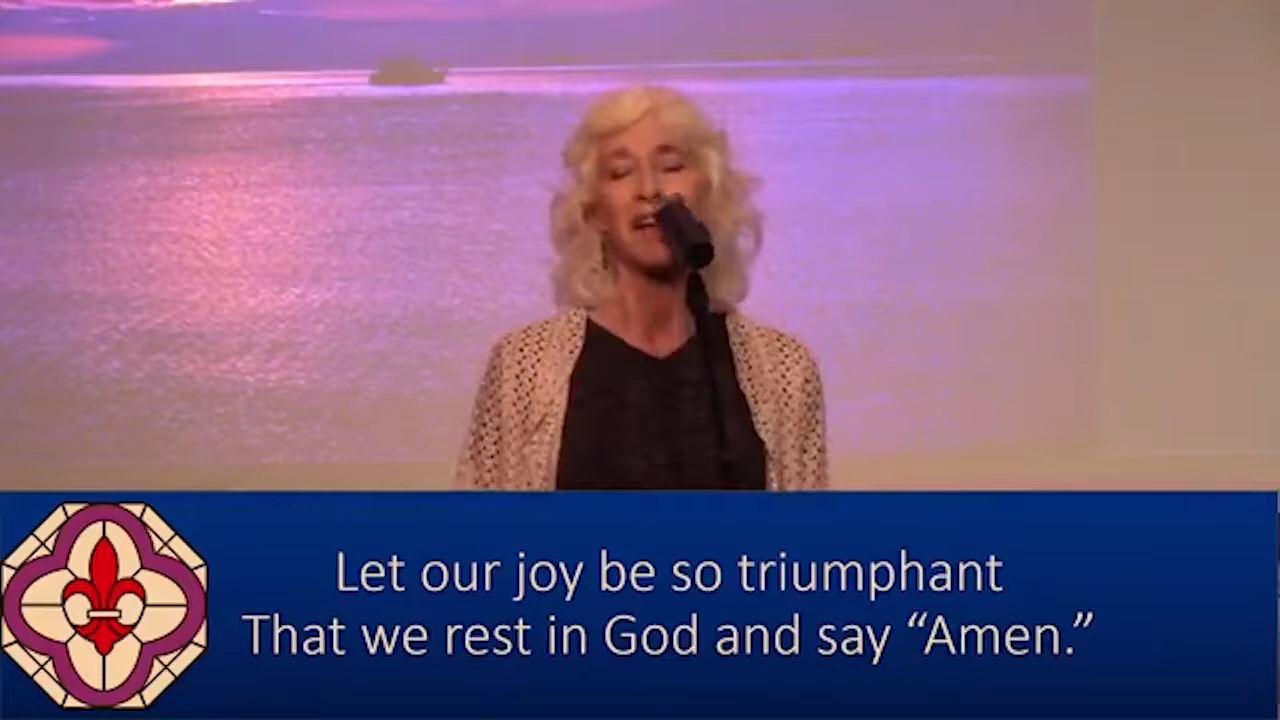 Let our joy be so triumphant
That we rest in God and say “Amen.”